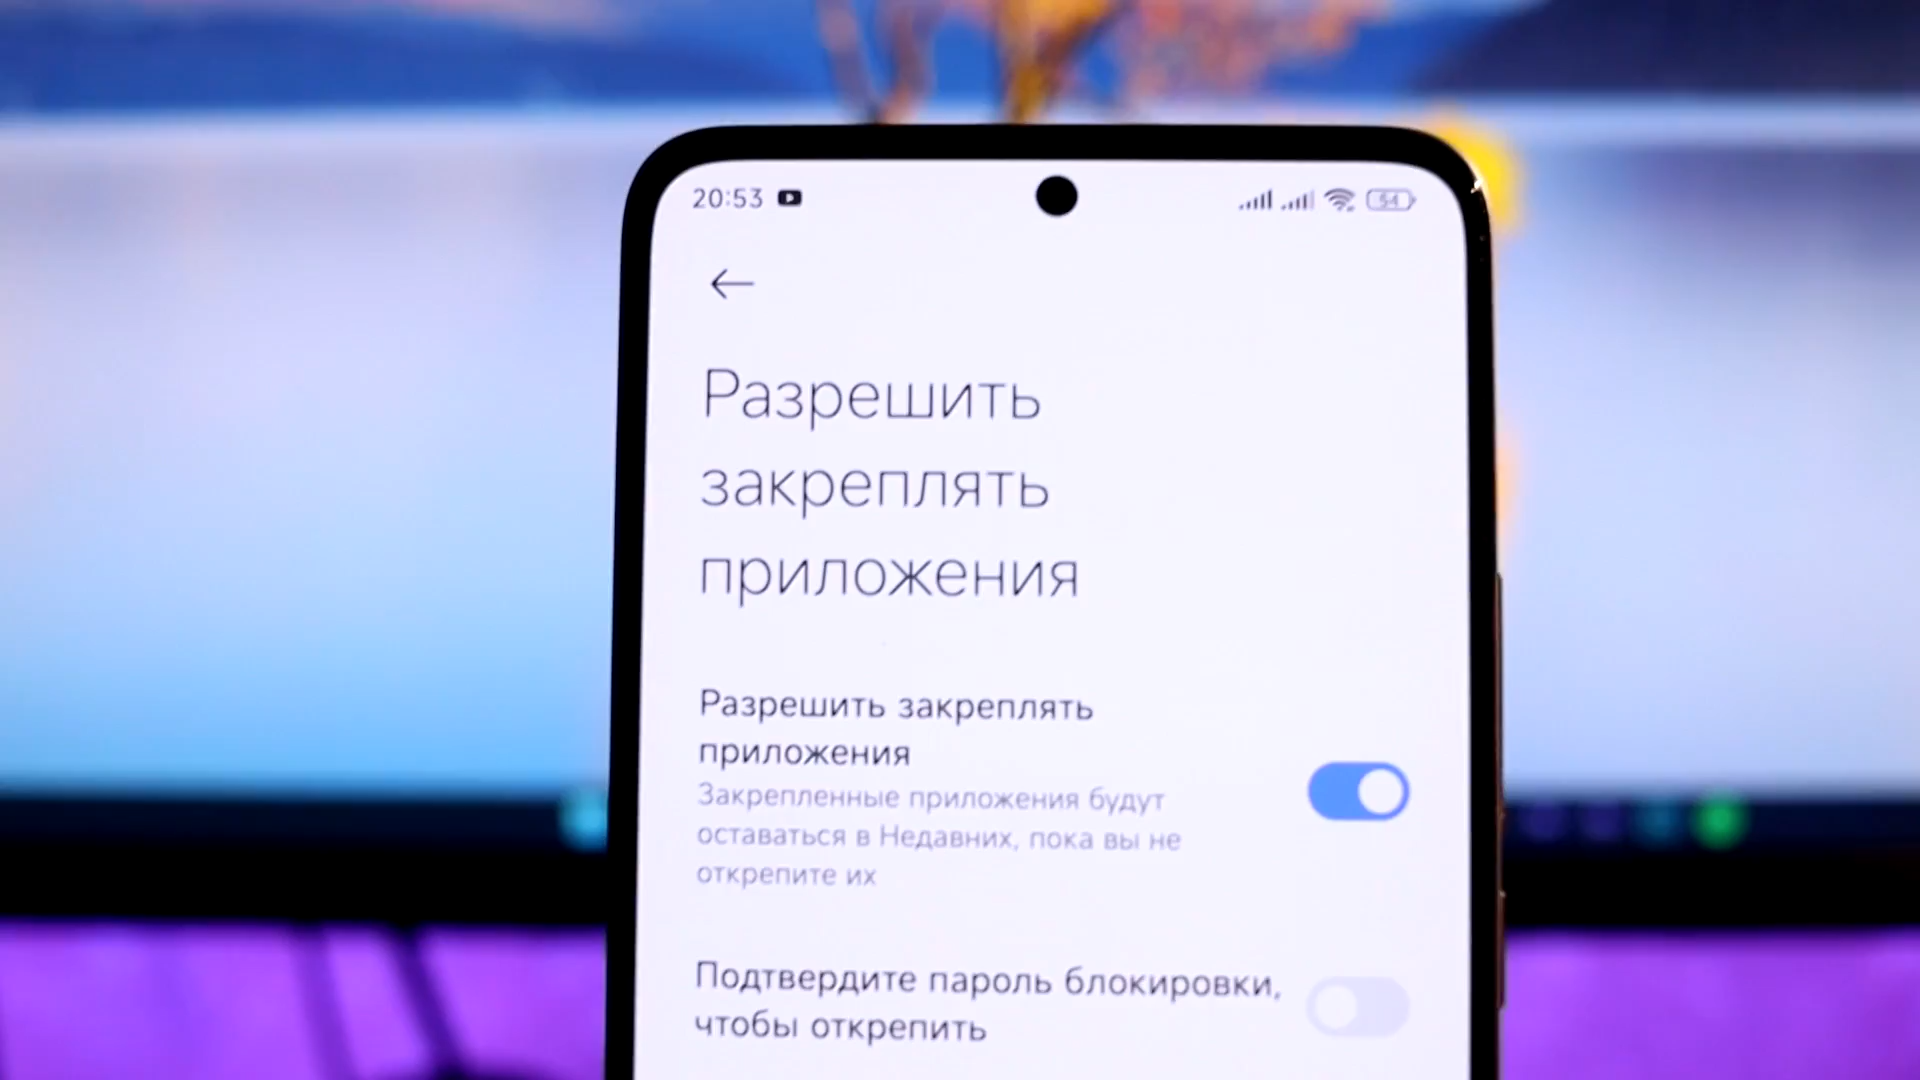 20:53
54
Разрешить
закреплять
приложения
Разрешить закреплять
приложения
Закрепленные приложения будут
оставаться в Недавних, пока вы не
открепите их
Подтвердите пароль блокировки,
чтобы открепить